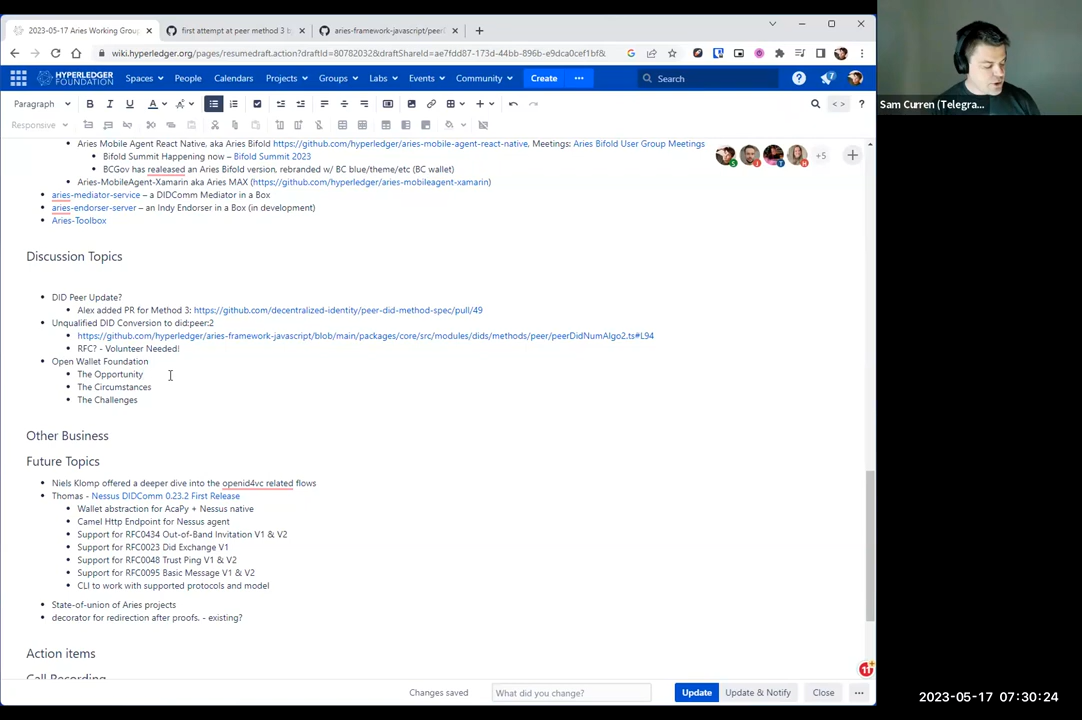 2023-05-17 Aries Working Grou
first attempt at peer method 3 b
aries-framework-javascript/peer
wiki.hyperledger.org/pages/resumedraft.action?draftId=80782032&draftShareId=ae7fdd87-173d-44bb-896b-e9dca0cef1bf&
HYPERLEDGER FOUNDATION Spaces People Calendars Projects Groups Labs Events Community Create Search
Paragraph B I U A
Responsive
Sam Curren (Telegra...
Aries Mobile Agent React Native, aka Aries Bifold https://github.com/hyperledger/aries-mobile-agent-react-native, Meetings: Aries Bifold User Group Meetings
+5
Bifold Summit Happening now – Bifold Summit 2023
BCGov has realeased an Aries Bifold version, rebranded w/ BC blue/theme/etc (BC wallet)
Aries-MobileAgent-Xamarin aka Aries MAX (https://github.com/hyperledger/aries-mobileagent-xamarin)
aries-mediator-service – a DIDComm Mediator in a Box
aries-endorser-server – an Indy Endorser in a Box (in development)
Aries-Toolbox
Discussion Topics
DID Peer Update?
Alex added PR for Method 3: https://github.com/decentralized-identity/peer-did-method-spec/pull/49
Unqualified DID Conversion to did:peer:2
https://github.com/hyperledger/aries-framework-javascript/blob/main/packages/core/src/modules/dids/methods/peer/peerDidNumAlgo2.ts#L94
RFC? - Volunteer Needed!
Open Wallet Foundation
The Opportunity
The Circumstances
The Challenges
Other Business
Future Topics
Niels Klomp offered a deeper dive into the openid4vc related flows
Thomas - Nessus DIDComm 0.23.2 First Release
Wallet abstraction for AcaPy + Nessus native
Camel Http Endpoint for Nessus agent
Support for RFC0434 Out-of-Band Invitation V1 & V2
Support for RFC0023 Did Exchange V1
Support for RFC0048 Trust Ping V1 & V2
Support for RFC0095 Basic Message V1 & V2
CLI to work with supported protocols and model
State-of-union of Aries projects
decorator for redirection after proofs. - existing?
Action items
Call Recording
Changes saved What did you change? Update Update & Notify Close
2023-05-17 07:30:24